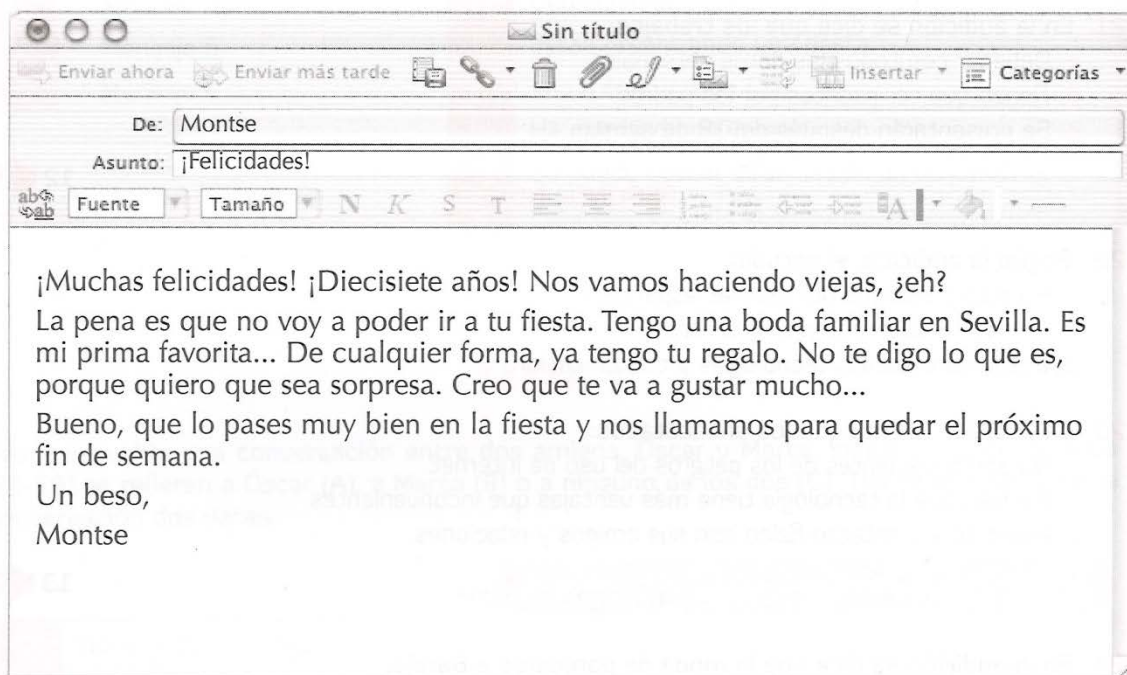 Sin título
Enviar ahora Enviar más tarde Insertar Categorías
De: Montse
Asunto: ¡Felicidades!
Fuente Tamaño N K S T
¡Muchas felicidades! ¡Diecisiete años! Nos vamos haciendo viejas, ¿eh?
La pena es que no voy a poder ir a tu fiesta. Tengo una boda familiar en Sevilla. Es
mi prima favorita... De cualquier forma, ya tengo tu regalo. No te digo lo que es,
porque quiero que sea sorpresa. Creo que te va a gustar mucho...
Bueno, que lo pases muy bien en la fiesta y nos llamamos para quedar el próximo
fin de semana.
Un beso,
Montse